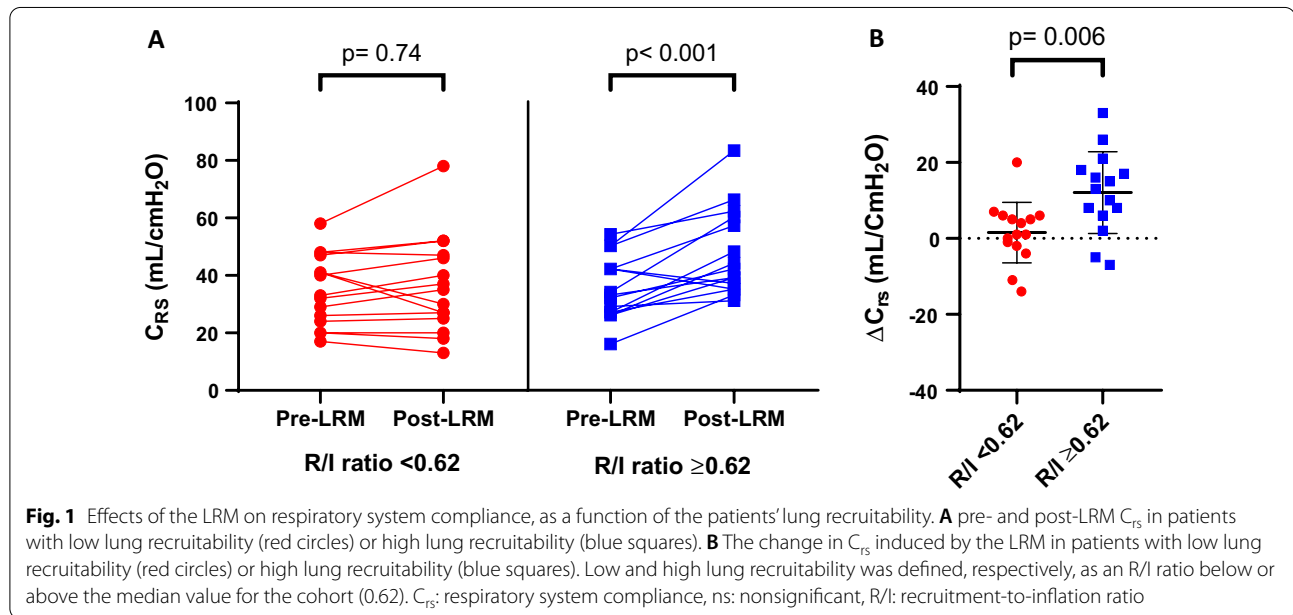 A
B
p= 0.74
p< 0.001
p= 0.006
C_RS (mL/cmH₂O)
100
80
60
40
20
0
Pre-LRM Post-LRM
Pre-LRM Post-LRM
R/I ratio <0.62
R/I ratio ≥0.62
ΔC_rs (mL/CmH₂O)
40
20
0
-20
-40
R/I <0.62
R/I ≥0.62
Fig. 1 Effects of the LRM on respiratory system compliance, as a function of the patients' lung recruitability. A pre- and post-LRM C_rs in patients
with low lung recruitability (red circles) or high lung recruitability (blue squares). B The change in C_rs induced by the LRM in patients with low lung
recruitability (red circles) or high lung recruitability (blue squares). Low and high lung recruitability was defined, respectively, as an R/I ratio below or
above the median value for the cohort (0.62). C_rs: respiratory system compliance, ns: nonsignificant, R/I: recruitment-to-inflation ratio